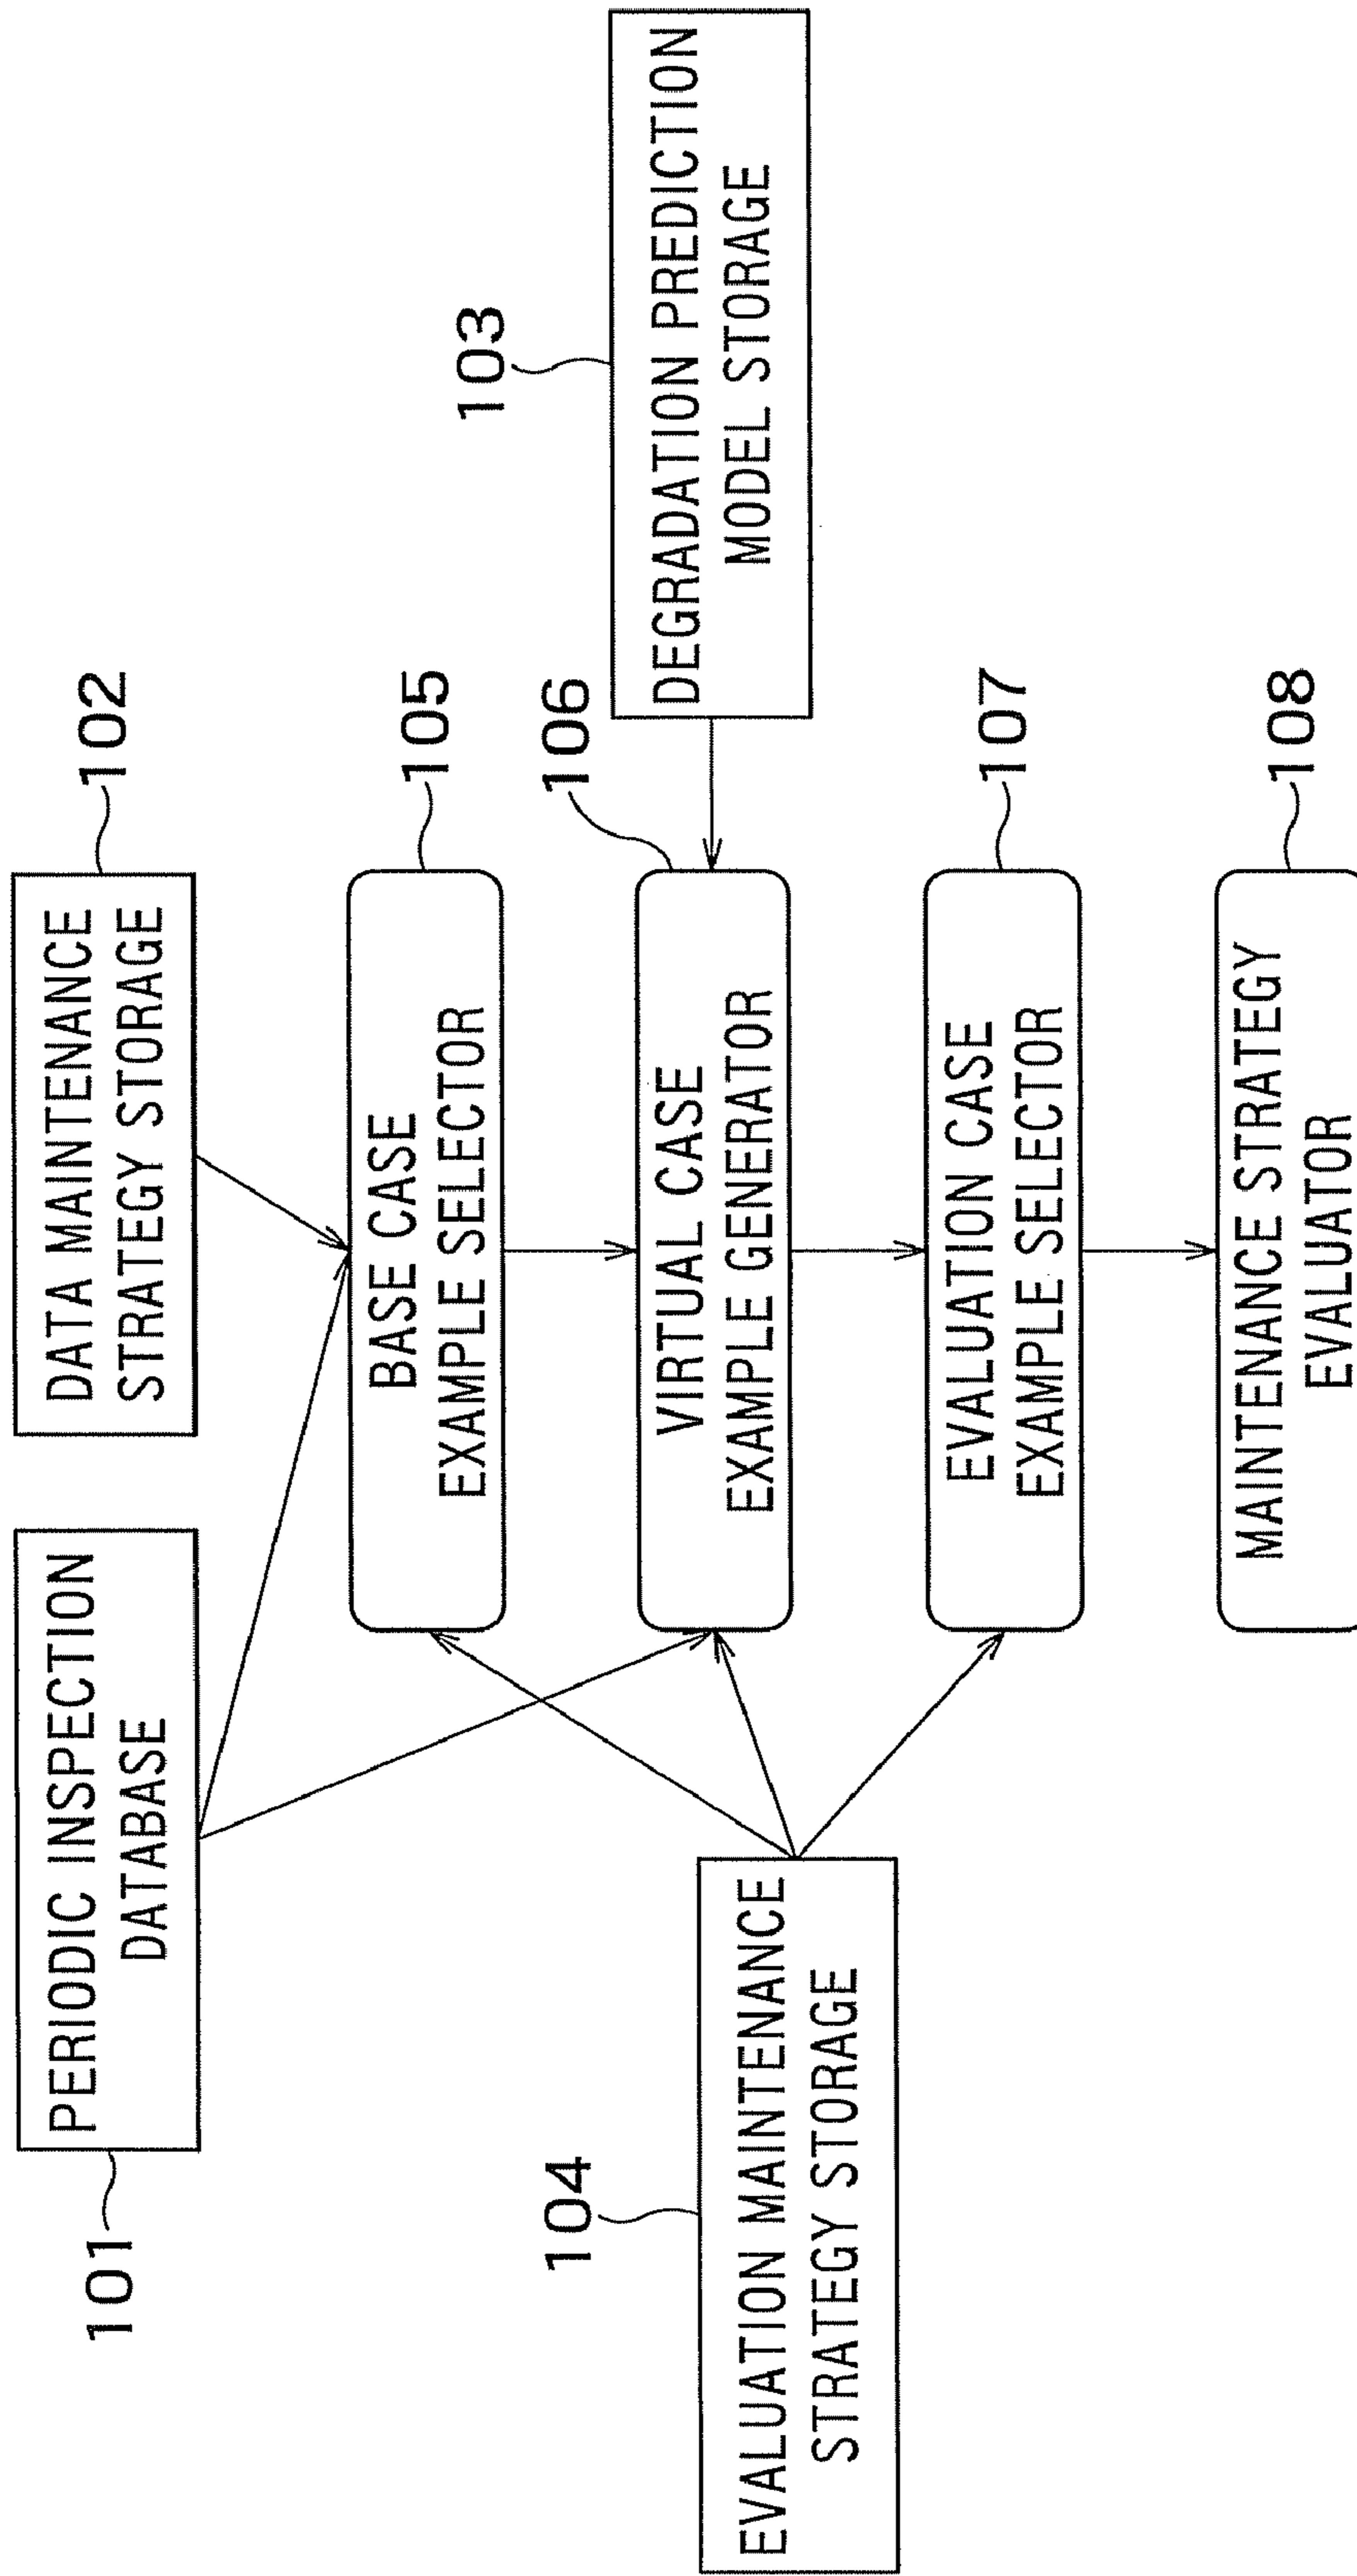 101
PERIODIC INSPECTION
DATABASE
102
DATA MAINTENANCE
STRATEGY STORAGE
105
BASE CASE
EXAMPLE SELECTOR
103
DEGRADATION PREDICTION
MODEL STORAGE
106
VIRTUAL CASE
EXAMPLE GENERATOR
104
EVALUATION MAINTENANCE
STRATEGY STORAGE
107
EVALUATION CASE
EXAMPLE SELECTOR
108
MAINTENANCE STRATEGY
EVALUATOR